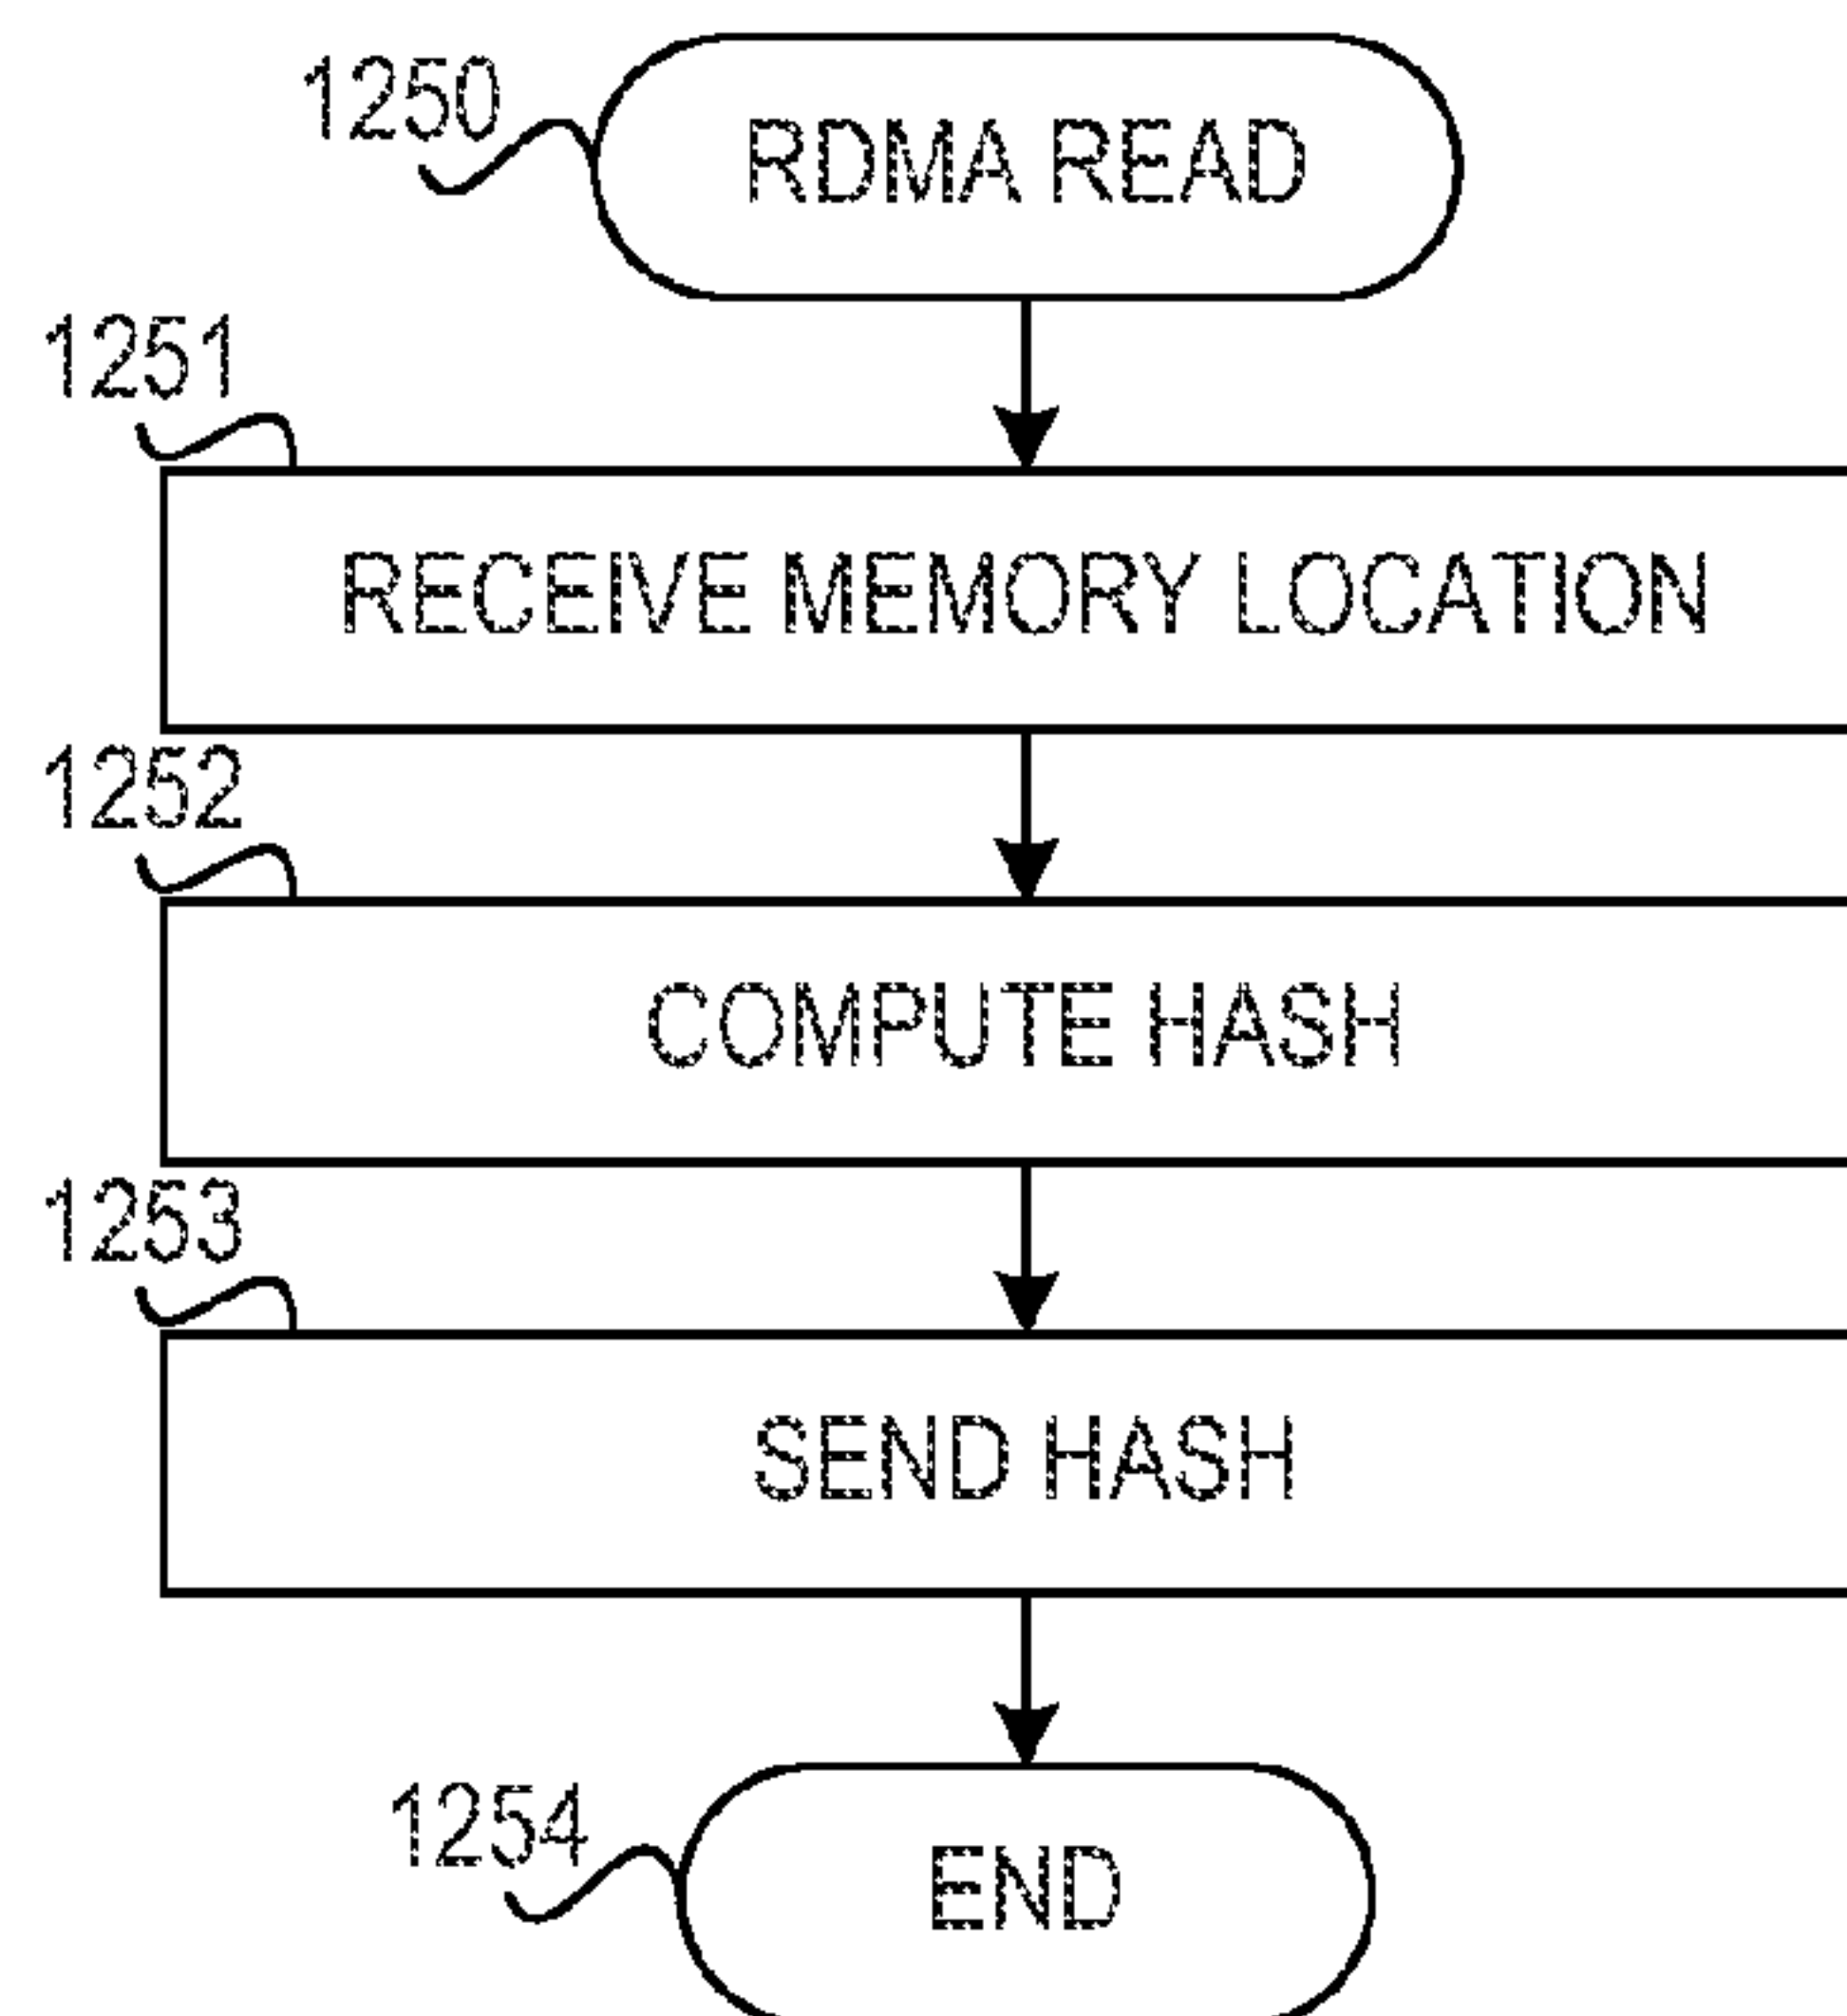 1250
RDMA READ
1251
RECEIVE MEMORY LOCATION
1252
COMPUTE HASH
1253
SEND HASH
1254
END